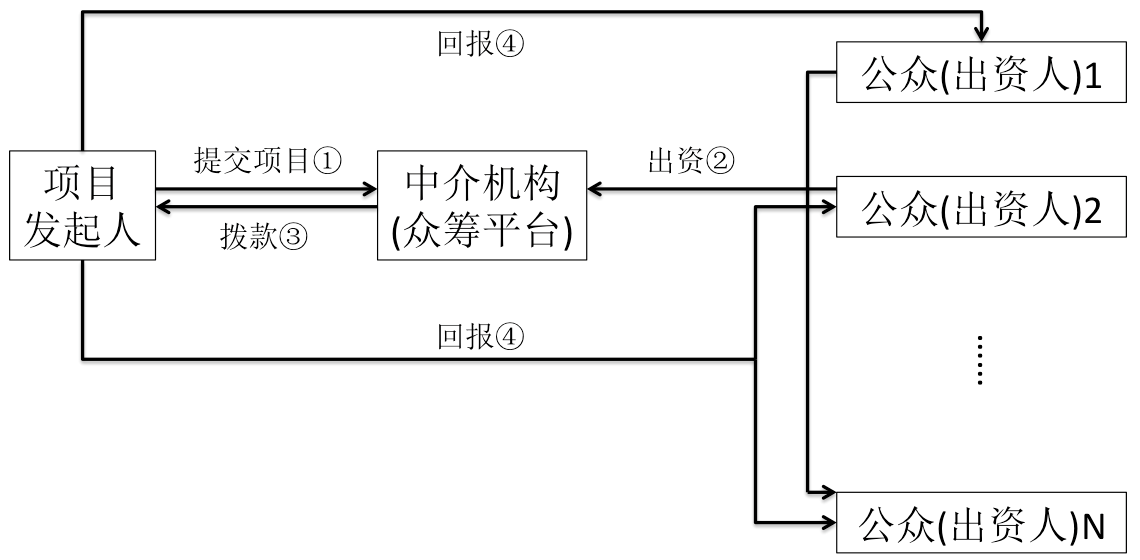 回报④
公众(出资人)1
提交项目①
出资②
项目
发起人
中介机构
(众筹平台)
公众(出资人)2
拨款③
回报④
公众(出资人)N